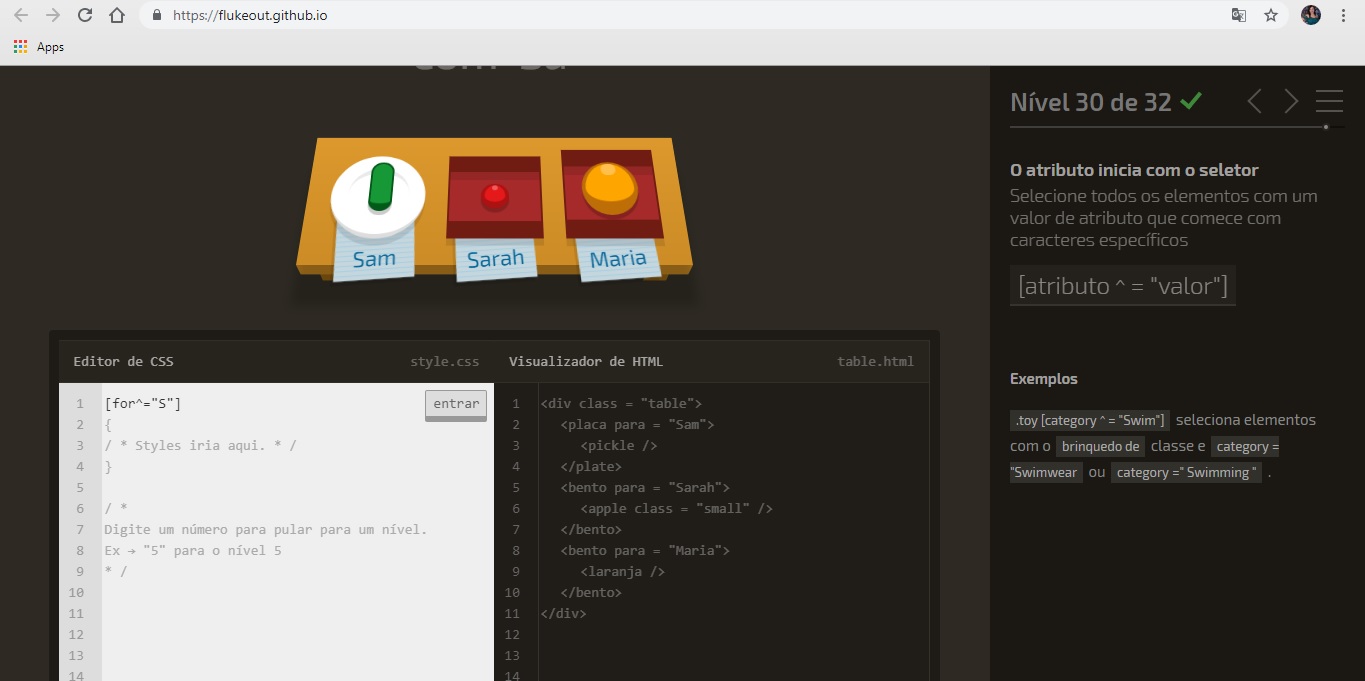 https://flukeout.github.io
Apps
Nível 30 de 32
Sam
Sarah
Maria
O atributo inicia com o seletor
Selecione todos os elementos com um
valor de atributo que comece com
caracteres específicos
[atributo ^ = "valor"]
Exemplos
.toy [category ^ = "Swim"] seleciona elementos
com o brinquedo de classe e category =
"Swimwear ou category =" Swimming " .
Editor de CSS
style.css
1 [for^="S"]
entrar
2 {
3 / * Styles iria aqui. * /
4 }
5
6 / *
7 Digite um número para pular para um nível.
8 Ex → "5" para o nível 5
9 * /
10
11
12
13
14
Visualizador de HTML
table.html
1 <div class = "table">
2 <placa para = "Sam">
3 <pickle />
4 </plate>
5 <bento para = "Sarah">
6 <apple class = "small" />
7 </bento>
8 <bento para = "Maria">
9 <laranja />
10 </bento>
11 </div>
12
13
14